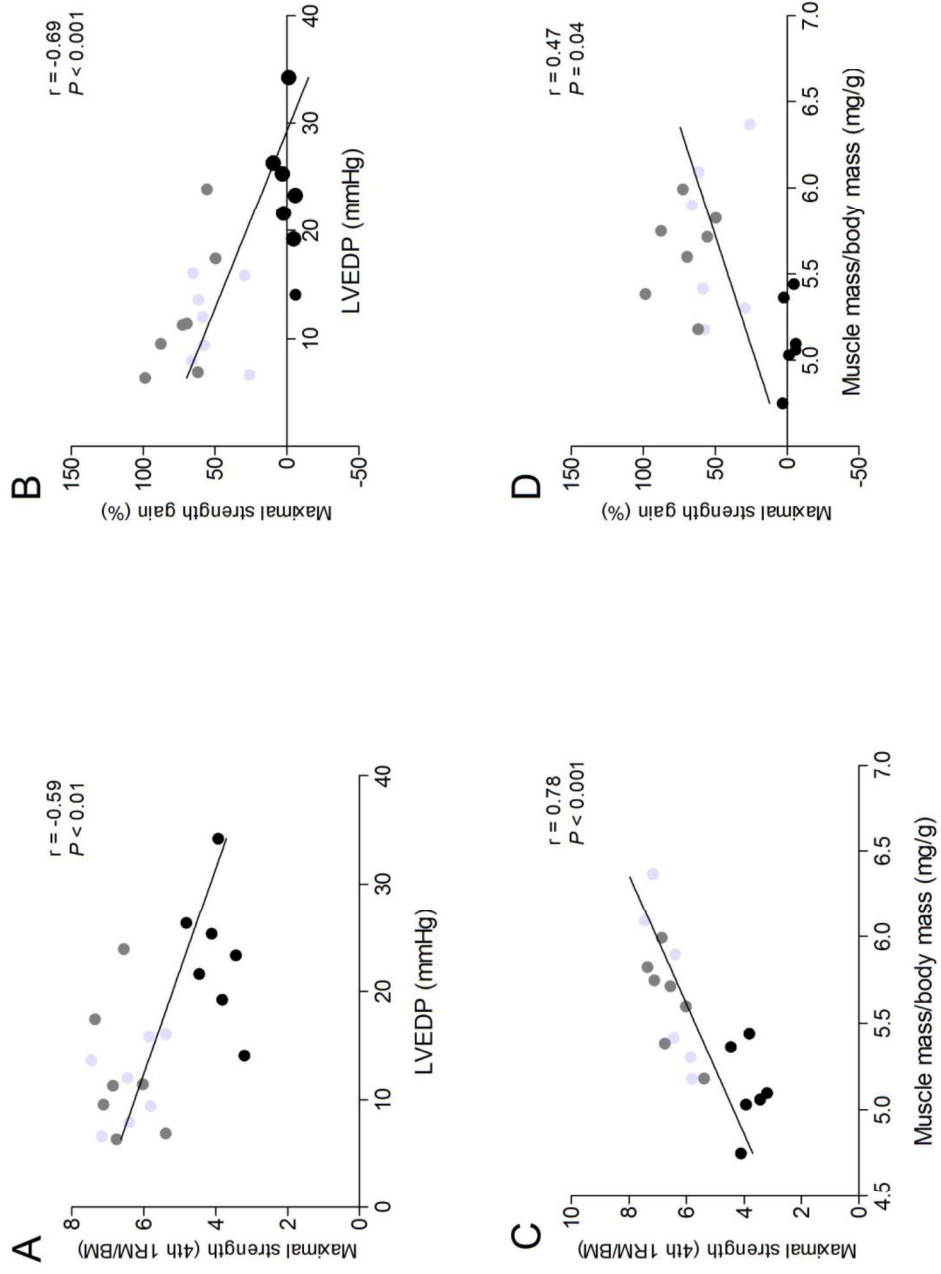 A
r = -0.59
P < 0.01
Maximal strength (4th 1RM/BM)
8
6
4
2
0
0
10
20
30
40
LVEDP (mmHg)
B
r = -0.69
P < 0.001
Maximal strength gain (%)
150
100
50
0
-50
10
20
30
40
LVEDP (mmHg)
C
r = 0.78
P < 0.001
Maximal strength (4th 1RM/BM)
10
8
6
4
2
0
4.5
5.0
5.5
6.0
6.5
7.0
Muscle mass/body mass (mg/g)
D
r = 0.47
P = 0.04
Maximal strength gain (%)
150
100
50
0
-50
5.0
5.5
6.0
6.5
7.0
Muscle mass/body mass (mg/g)